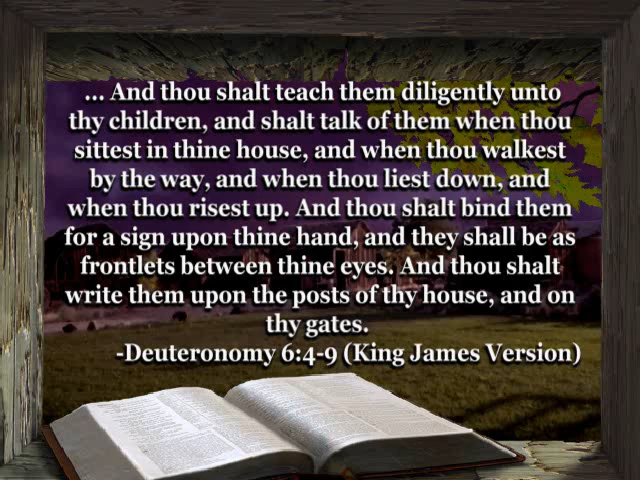 ... And thou shalt teach them diligently unto
thy children, and shalt talk of them when thou
sittest in thine house, and when thou walkest
by the way, and when thou liest down, and
when thou risest up. And thou shalt bind them
for a sign upon thine hand, and they shall be as
frontlets between thine eyes. And thou shalt
write them upon the posts of thy house, and on
thy gates.
-Deuteronomy 6:4-9 (King James Version)